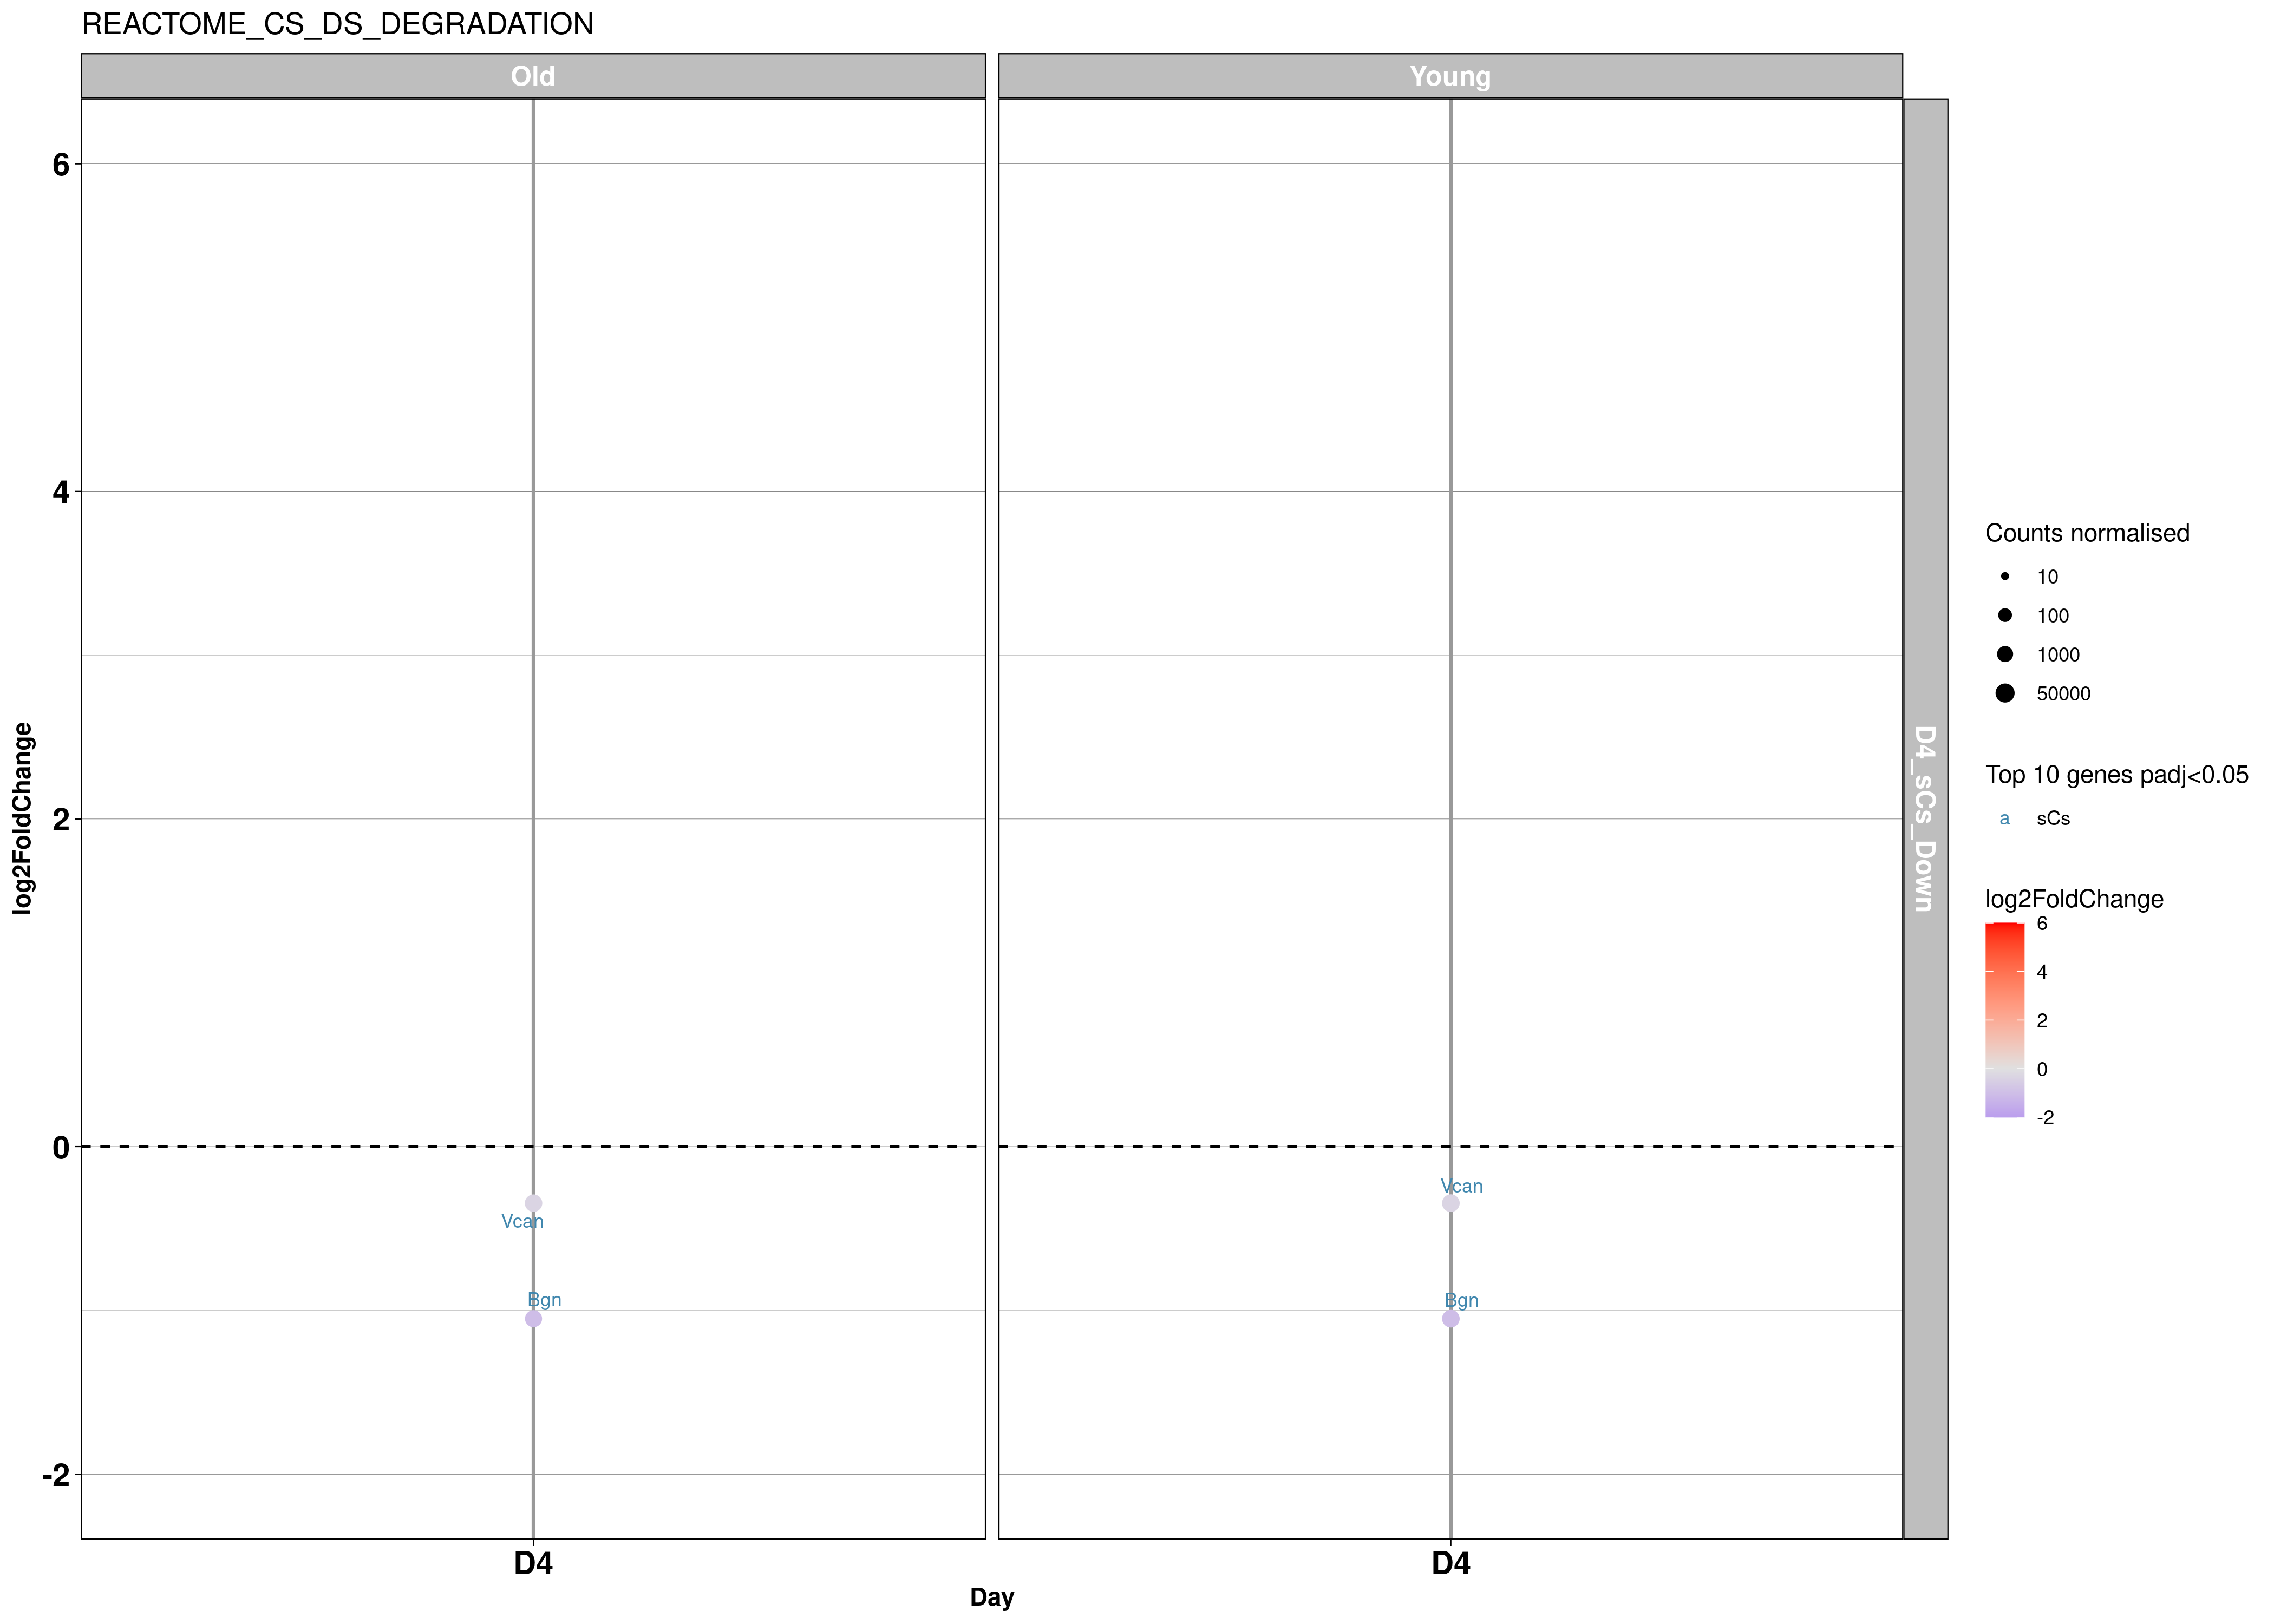 REACTOME_CS_DS_DEGRADATION
Old
Young
6
4
2
0
-2
log2FoldChange
Vcan
Bgn
Vcan
Bgn
D4
D4
Day
D4_sCs_Down
Counts normalised
10
100
1000
50000
Top 10 genes padj<0.05
a sCs
log2FoldChange
6
4
2
0
-2